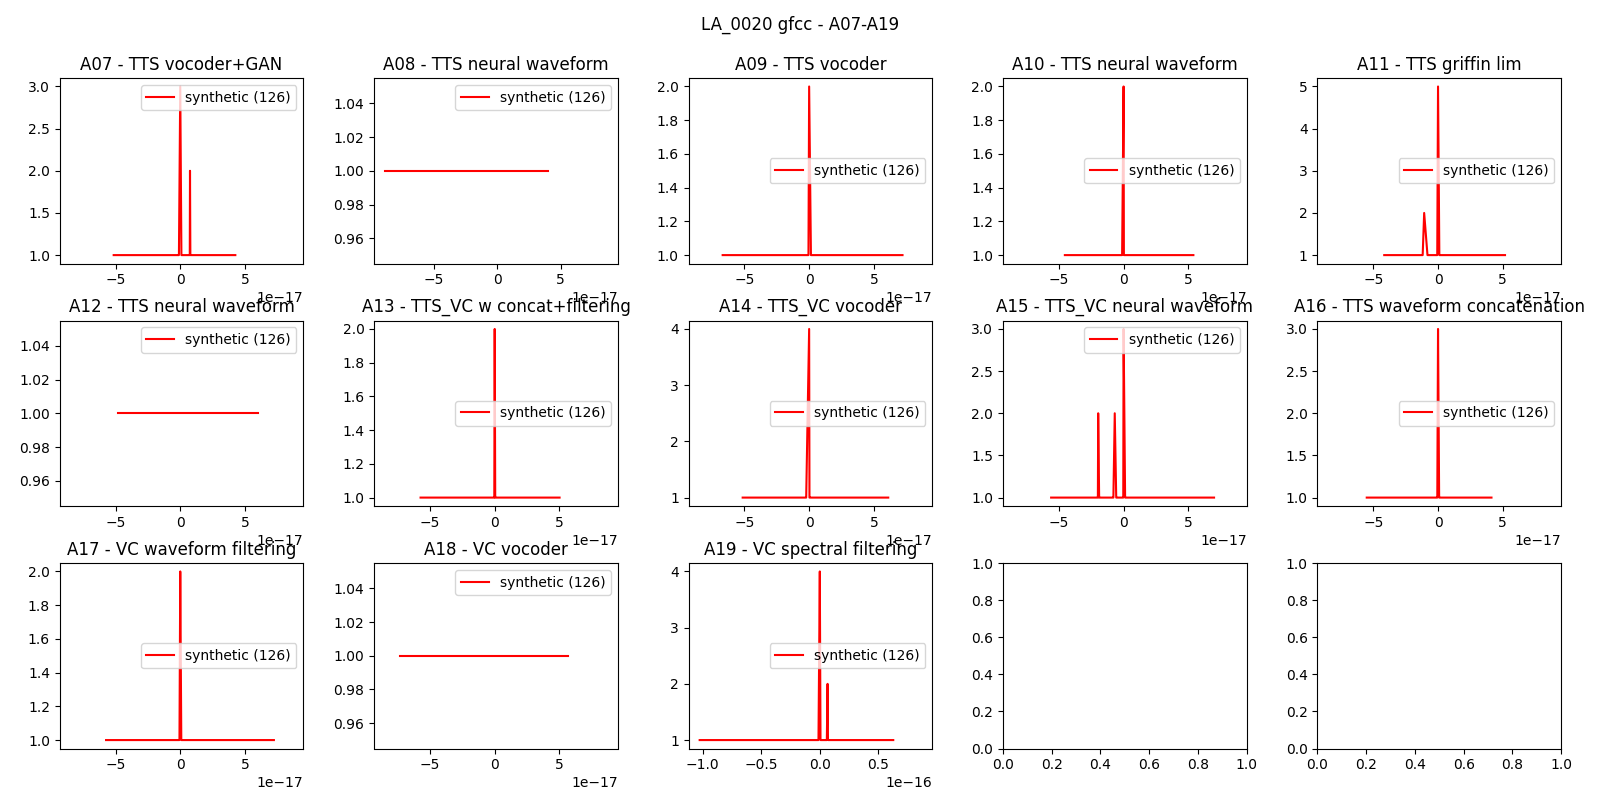 LA_0020 gfcc - A07-A19
A07 - TTS vocoder+GAN
A08 - TTS neural waveform
A09 - TTS vocoder
A10 - TTS neural waveform
A11 - TTS griffin lim
3.0
2.5
2.0
1.5
1.0
synthetic (126)
−5 0 5
1e−17
1.04
1.02
1.00
0.98
0.96
synthetic (126)
−5 0 5
1e−17
2.0
1.8
1.6
1.4
1.2
1.0
synthetic (126)
−5 0 5
1e−17
2.0
1.8
1.6
1.4
1.2
1.0
synthetic (126)
−5 0 5
1e−17
5
4
3
2
1
synthetic (126)
−5 0 5
1e−17
A12 - TTS neural waveform
A13 - TTS_VC w concat+filtering
A14 - TTS_VC vocoder
A15 - TTS_VC neural waveform
A16 - TTS waveform concatenation
1.04
1.02
1.00
0.98
0.96
synthetic (126)
−5 0 5
1e−17
2.0
1.8
1.6
1.4
1.2
1.0
synthetic (126)
−5 0 5
1e−17
4
3
2
1
synthetic (126)
−5 0 5
1e−17
3.0
2.5
2.0
1.5
1.0
synthetic (126)
−5 0 5
1e−17
3.0
2.5
2.0
1.5
1.0
synthetic (126)
−5 0 5
1e−17
A17 - VC waveform filtering
A18 - VC vocoder
A19 - VC spectral filtering
2.0
1.8
1.6
1.4
1.2
1.0
synthetic (126)
−5 0 5
1e−17
1.04
1.02
1.00
0.98
0.96
synthetic (126)
−5 0 5
1e−17
4
3
2
1
synthetic (126)
−1.0 −0.5 0.0 0.5
1e−16
1.0
0.8
0.6
0.4
0.2
0.0
0.0 0.2 0.4 0.6 0.8 1.0
1.0
0.8
0.6
0.4
0.2
0.0
0.0 0.2 0.4 0.6 0.8 1.0